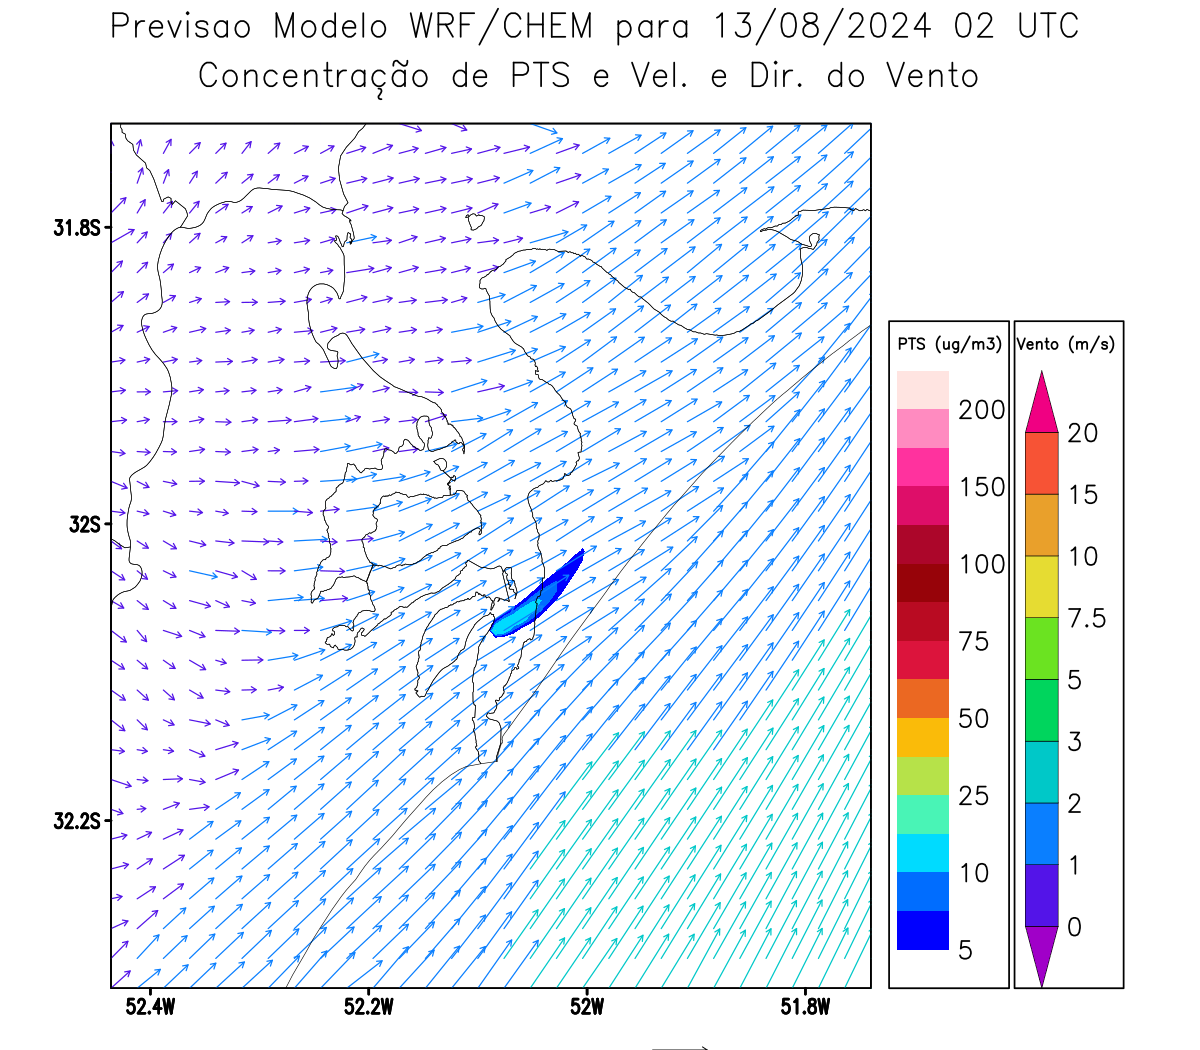 Previsao Modelo WRF/CHEM para 13/08/2024 02 UTC
Concentração de PTS e Vel. e Dir. do Vento
31.8S
32S
32.2S
52.4W 52.2W 52W 51.8W
PTS (ug/m3)
200
150
100
75
50
25
10
5
Vento (m/s)
20
15
10
7.5
5
3
2
1
0